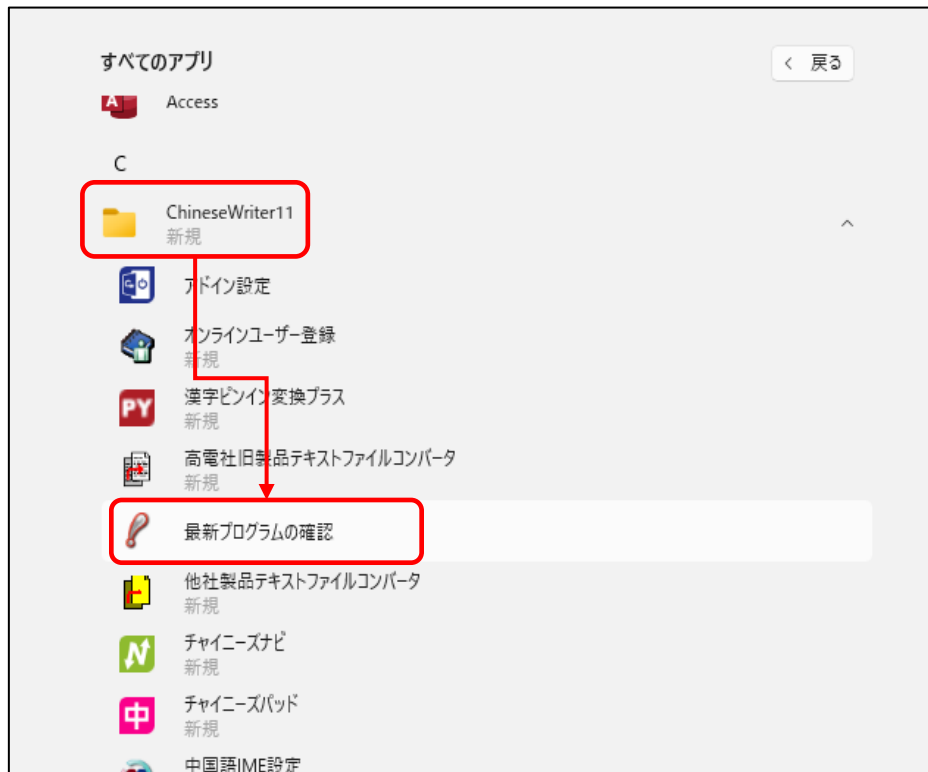 すべてのアプリ
< 戻る
A
Access
C
ChineseWriter11
新規
アドイン設定
オンラインユーザー登録
新規
PY
漢字ピンイン変換プラス
新規
高電社旧製品テキストファイルコンバータ
新規
最新プログラムの確認
他社製品テキストファイルコンバータ
新規
N
チャイニーズナビ
新規
中
チャイニーズパッド
新規
中国語IME設定